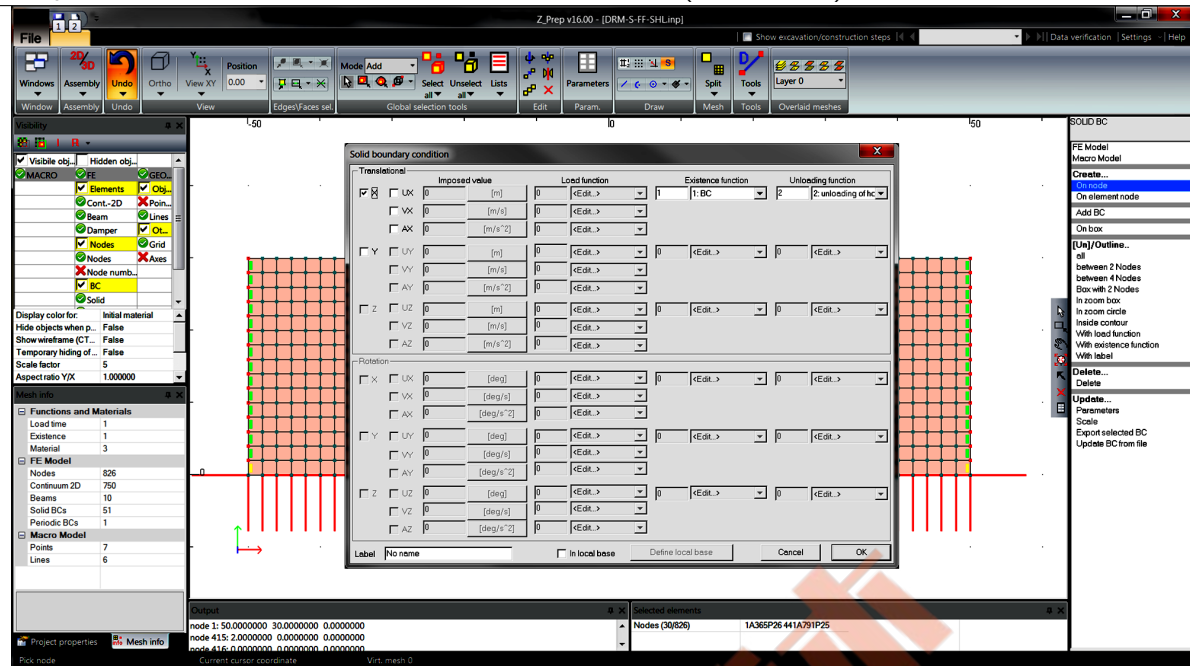 Z_Prep v16.00 - [DRM-S-FF-SHL.inp]
1 2
File
Show excavation/construction steps
Data verification | Settings - | Help
Windows Assembly Undo Ortho View XY Position 0.00
2D/3D
Mode Add
Select all Unselect all Lists
Parameters
Split Tools Layer 0
Window Assembly Undo View Edges\Faces sel. Global selection tools Edit Param. Draw Mesh Tools Overlaid meshes
Visibility
Visibile obj... Hidden obj...
MACRO FE GEO...
Elements Obj...
Cont.-2D Poin...
Beam Lines
Damper Ot...
Nodes Grid
Nodes Axes
Node numb...
BC
Solid
Display color for: Initial material
Hide objects when p... False
Show wireframe (CT... False
Temporary hiding of ... False
Scale factor 5
Aspect ratio Y/X 1.000000
Mesh info
Functions and Materials
Load time 1
Existence 1
Material 3
FE Model
Nodes 826
Continuum 2D 750
Beams 10
Solid BCs 51
Periodic BCs 1
Macro Model
Points 7
Lines 6
Project properties Mesh info
-50 0 50
0
Solid boundary condition
Translational
Imposed value Load function Existence function Unloading function
X UX 0 [m] 0 <Edit..> 1 1: BC 2 2: unloading of hc
VX 0 [m/s] 0 <Edit..>
AX 0 [m/s^2] 0 <Edit..>
Y UY 0 [m] 0 <Edit..> 0 <Edit..> 0 <Edit..>
VY 0 [m/s] 0 <Edit..>
AY 0 [m/s^2] 0 <Edit..>
Z UZ 0 [m] 0 <Edit..> 0 <Edit..> 0 <Edit..>
VZ 0 [m/s] 0 <Edit..>
AZ 0 [m/s^2] 0 <Edit..>
Rotation
X UX 0 [deg] 0 <Edit..> 0 <Edit..> 0 <Edit..>
VX 0 [deg/s] 0 <Edit..>
AX 0 [deg/s^2] 0 <Edit..>
Y UY 0 [deg] 0 <Edit..> 0 <Edit..> 0 <Edit..>
VY 0 [deg/s] 0 <Edit..>
AY 0 [deg/s^2] 0 <Edit..>
Z UZ 0 [deg] 0 <Edit..> 0 <Edit..> 0 <Edit..>
VZ 0 [deg/s] 0 <Edit..>
AZ 0 [deg/s^2] 0 <Edit..>
Label No name In local base Define local base Cancel OK
SOLID BC
FE Model
Macro Model
Create...
On node
On element node
Add BC
On box
[Un]/Outline..
all
between 2 Nodes
between 4 Nodes
Box with 2 Nodes
In zoom box
In zoom circle
Inside contour
With load function
With existence function
With label
Delete...
Delete
Update...
Parameters
Scale
Export selected BC
Update BC from file
Output
node 1: 50.0000000 30.0000000 0.0000000
node 415: 2.0000000 0.0000000 0.0000000
node 416: 0.0000000 0.0000000 0.0000000
Selected elements
Nodes (30/826) 1A365P26 441A791P25
Pick node Current cursor coordinate Virt. mesh 0